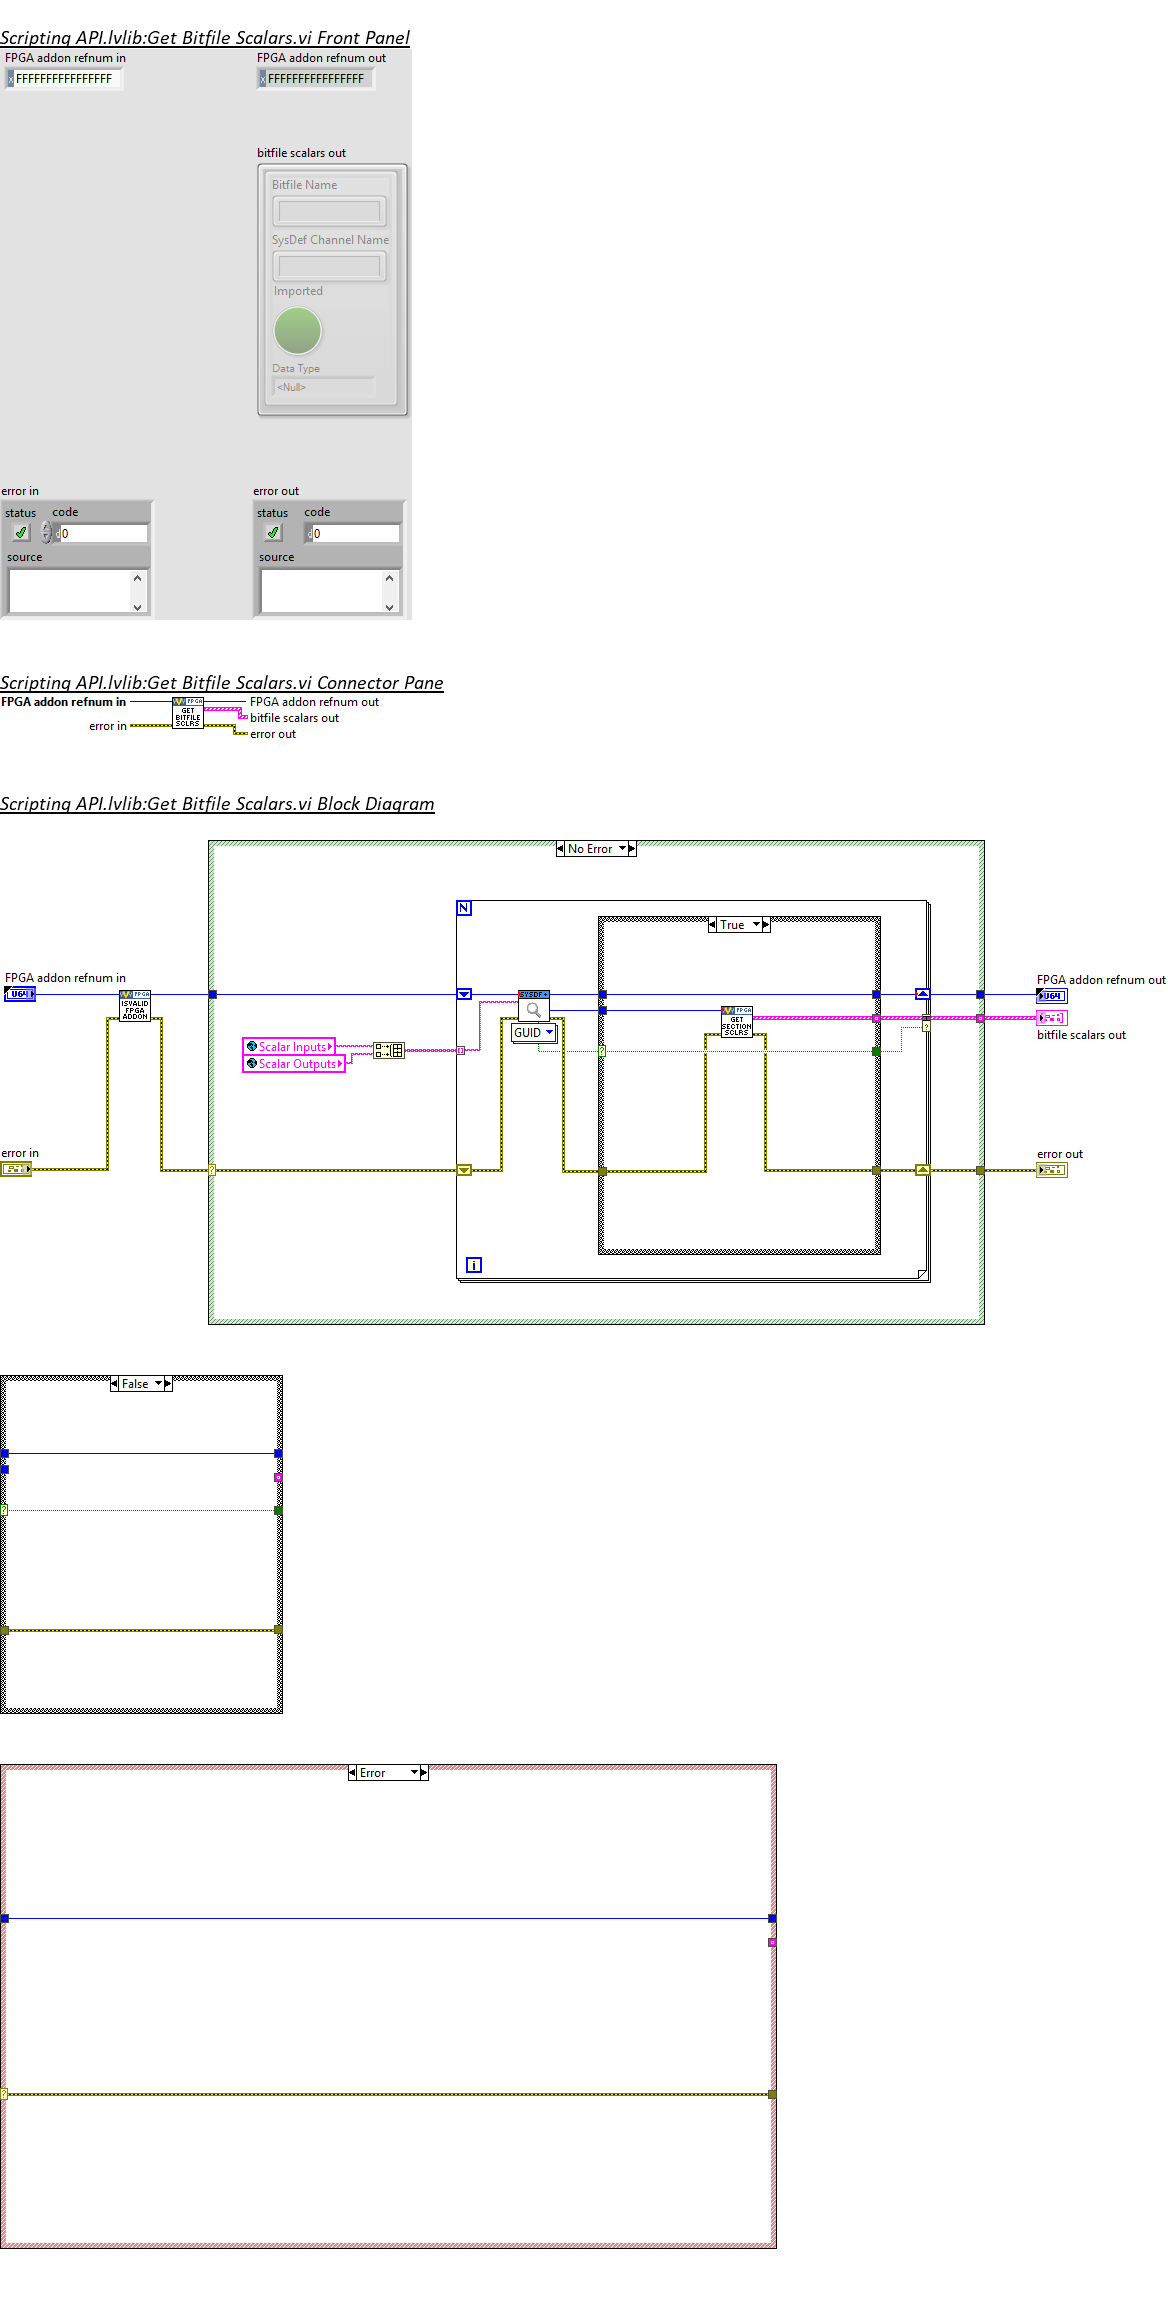 Scripting API.lvlib:Get Bitfile Scalars.vi Front Panel
FPGA addon refnum in
FPGA addon refnum out
x FFFFFFFFFFFFFFFF
x FFFFFFFFFFFFFFFF
bitfile scalars out
Bitfile Name
SysDef Channel Name
Imported
Data Type
<Null>
error in
error out
status
code
status
code
d 0
d 0
source
source
Scripting API.lvlib:Get Bitfile Scalars.vi Connector Pane
FPGA addon refnum in
FPGA
GET
BITFILE
SCLRS
FPGA addon refnum out
bitfile scalars out
error in
error out
Scripting API.lvlib:Get Bitfile Scalars.vi Block Diagram
No Error
N
True
FPGA addon refnum in
U64
FPGA
ISVALID
FPGA
ADDON
SYSDF
GUID
FPGA
GET
SECTION
SCLRS
FPGA addon refnum out
U64
bitfile scalars out
Scalar Inputs
Scalar Outputs
?
?
error in
?
error out
i
False
?
Error
?